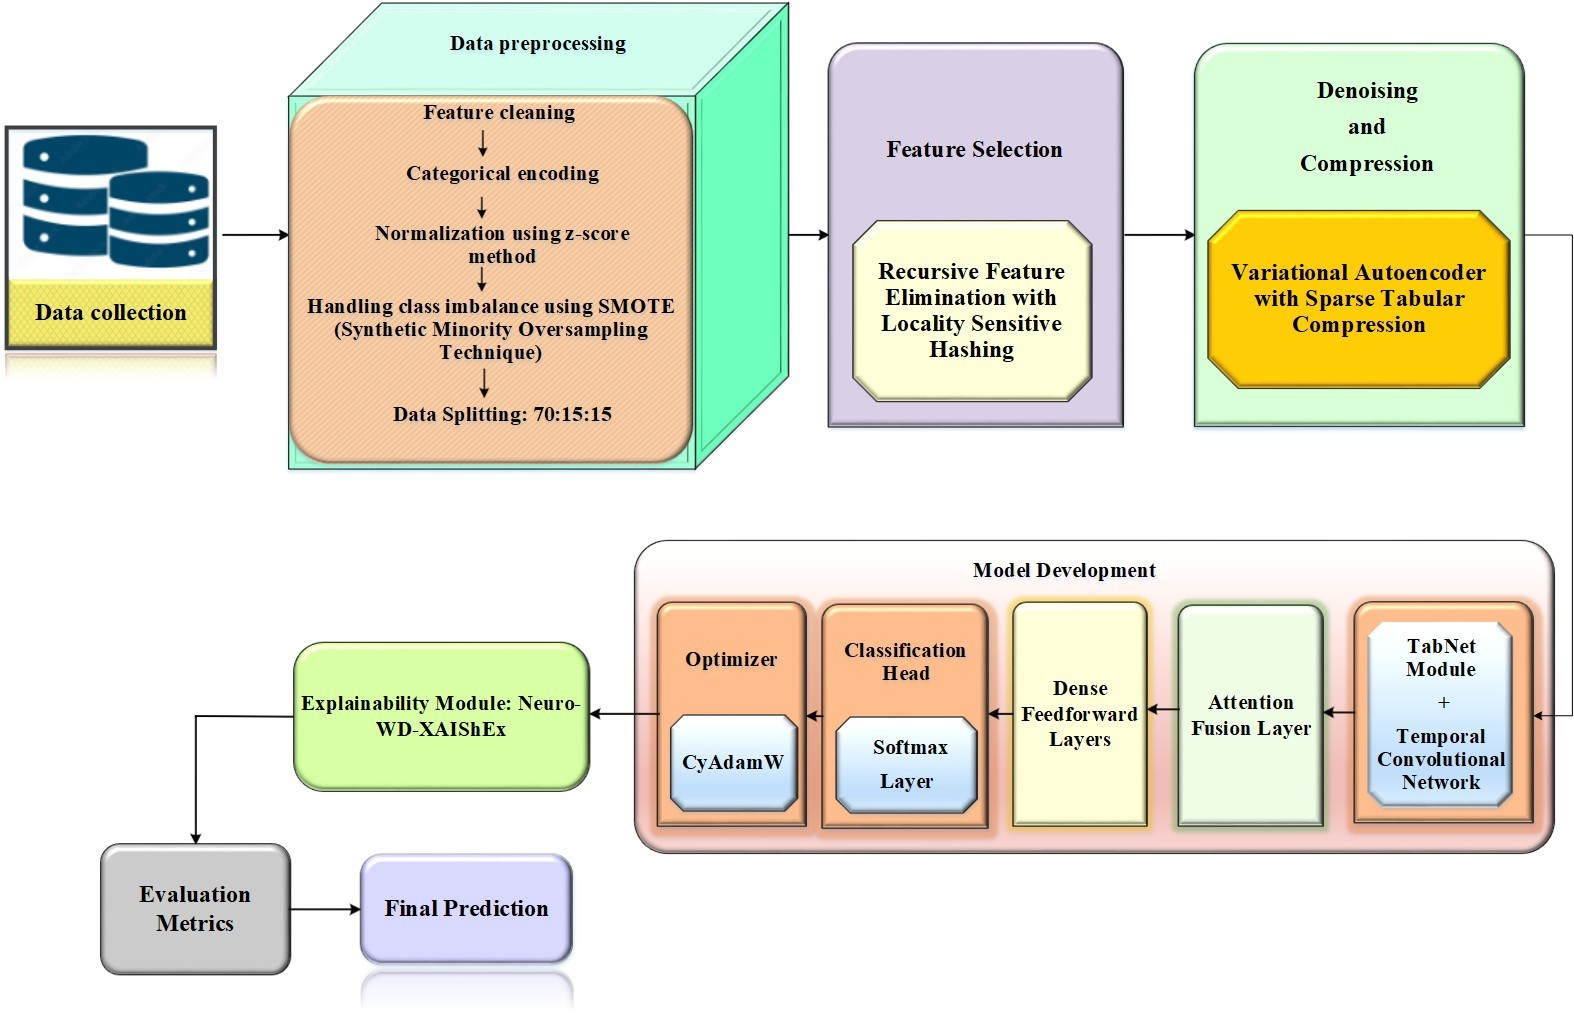 Data preprocessing
Feature cleaning
Categorical encoding
Normalization using z-score
method
Handling class imbalance using SMOTE
(Synthetic Minority Oversampling
Technique)
Data Splitting: 70:15:15
Data collection
Feature Selection
Recursive Feature
Elimination with
Locality Sensitive
Hashing
Denoising
and
Compression
Variational Autoencoder
with Sparse Tabular
Compression
Model Development
TabNet
Module
+
Temporal
Convolutional
Network
Attention
Fusion Layer
Dense
Feedforward
Layers
Classification
Head
Softmax
Layer
Optimizer
CyAdamW
Explainability Module: Neuro-
WD-XAIShEx
Evaluation
Metrics
Final Prediction